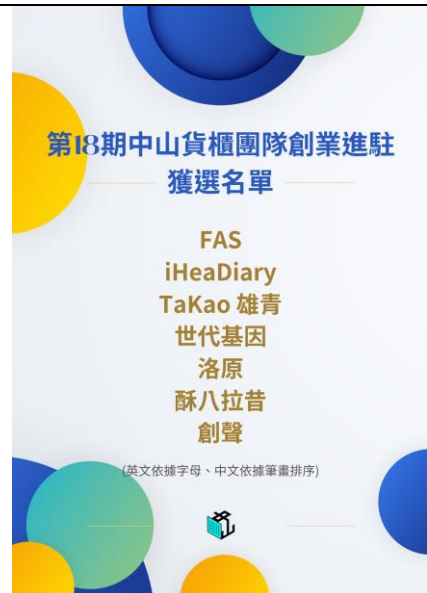 第18期中山貨櫃團隊創業進駐
獲選名單
FAS
iHeaDiary
TaKao 雄青
世代基因
洛原
酥八拉昔
創聲
(英文依據字母、中文依據筆畫排序)